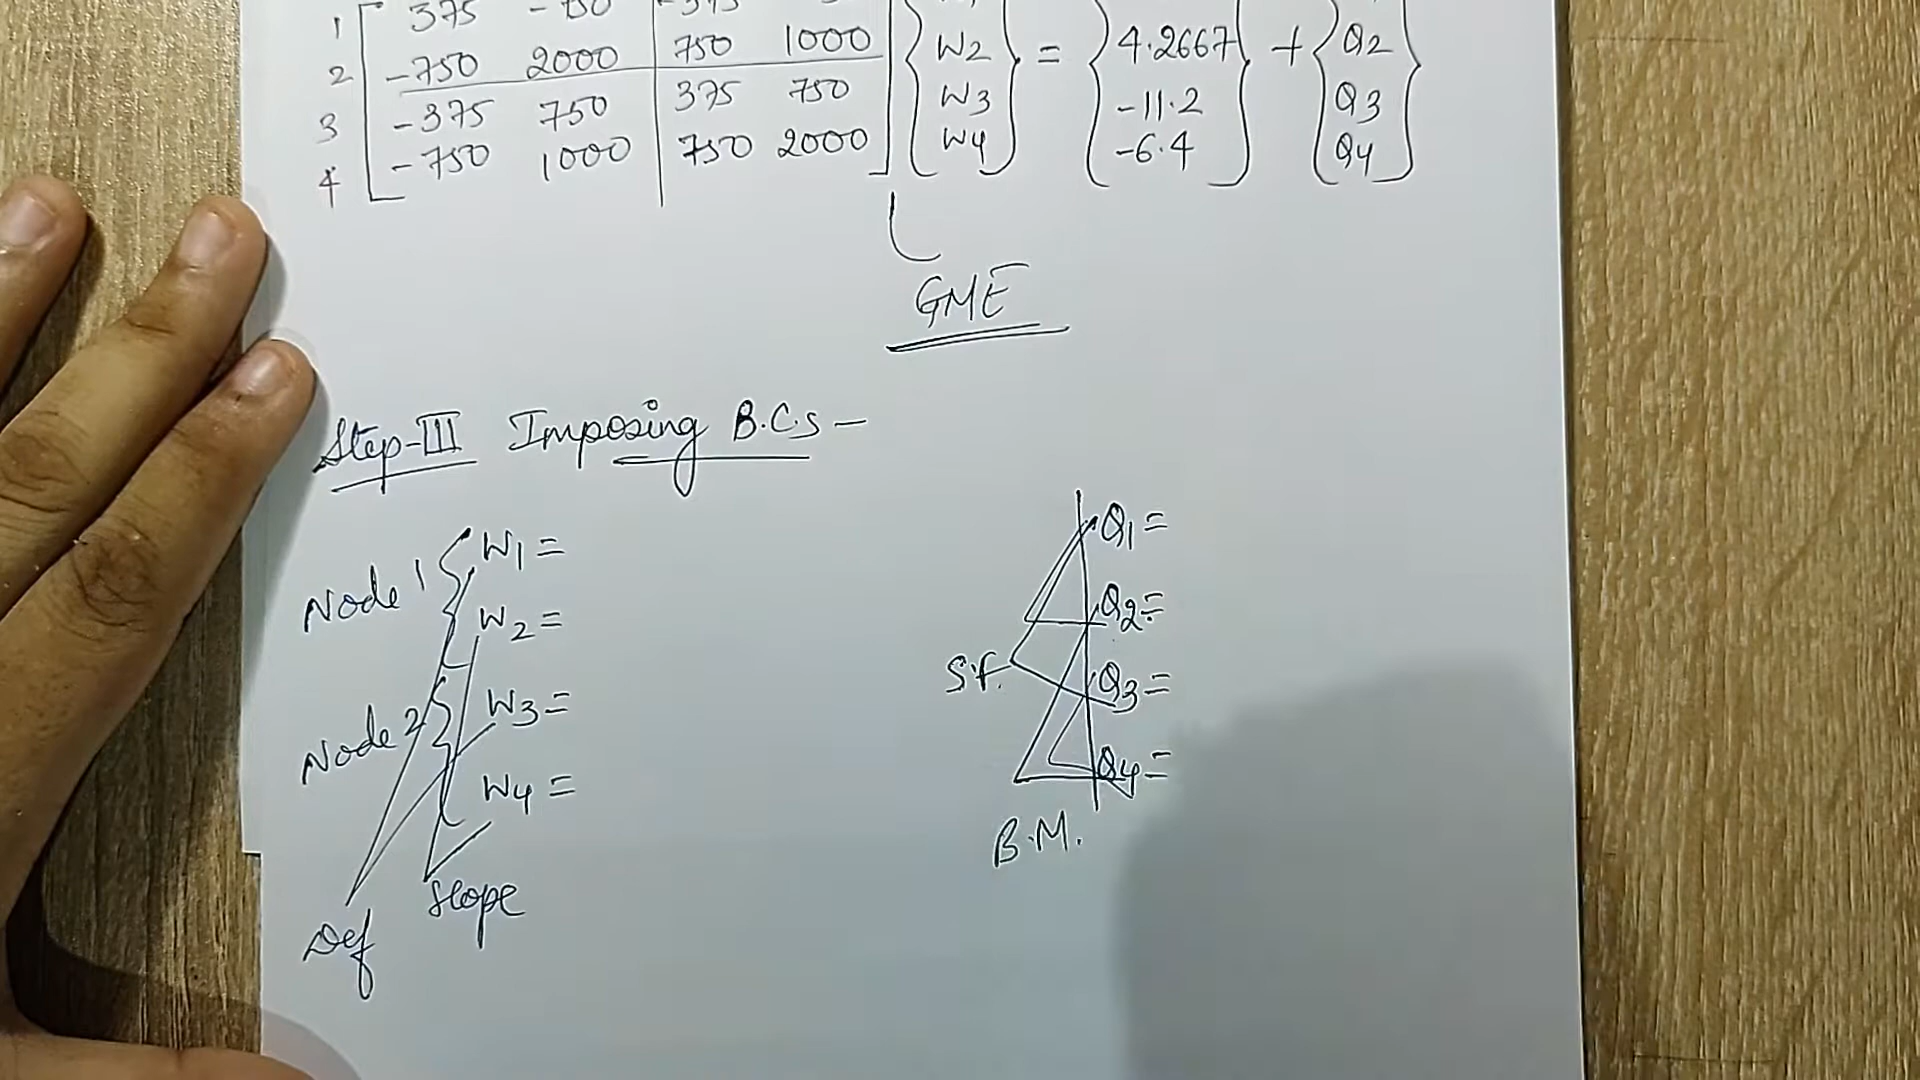 1 375 -750 -375
2 -750 2000 750 1000 W2 = 4.2667 + Q2
3 -375 750 375 750 W3 -11.2 Q3
4 -750 1000 750 2000 W4 -6.4 Q4
GME
Step-III Imposing B.C.s -
Node 1 W1 = Q1 =
W2 = Q2 =
S.F. Q3 =
Node 2 W3 =
W4 = Q4 =
B.M.
Slope
Def